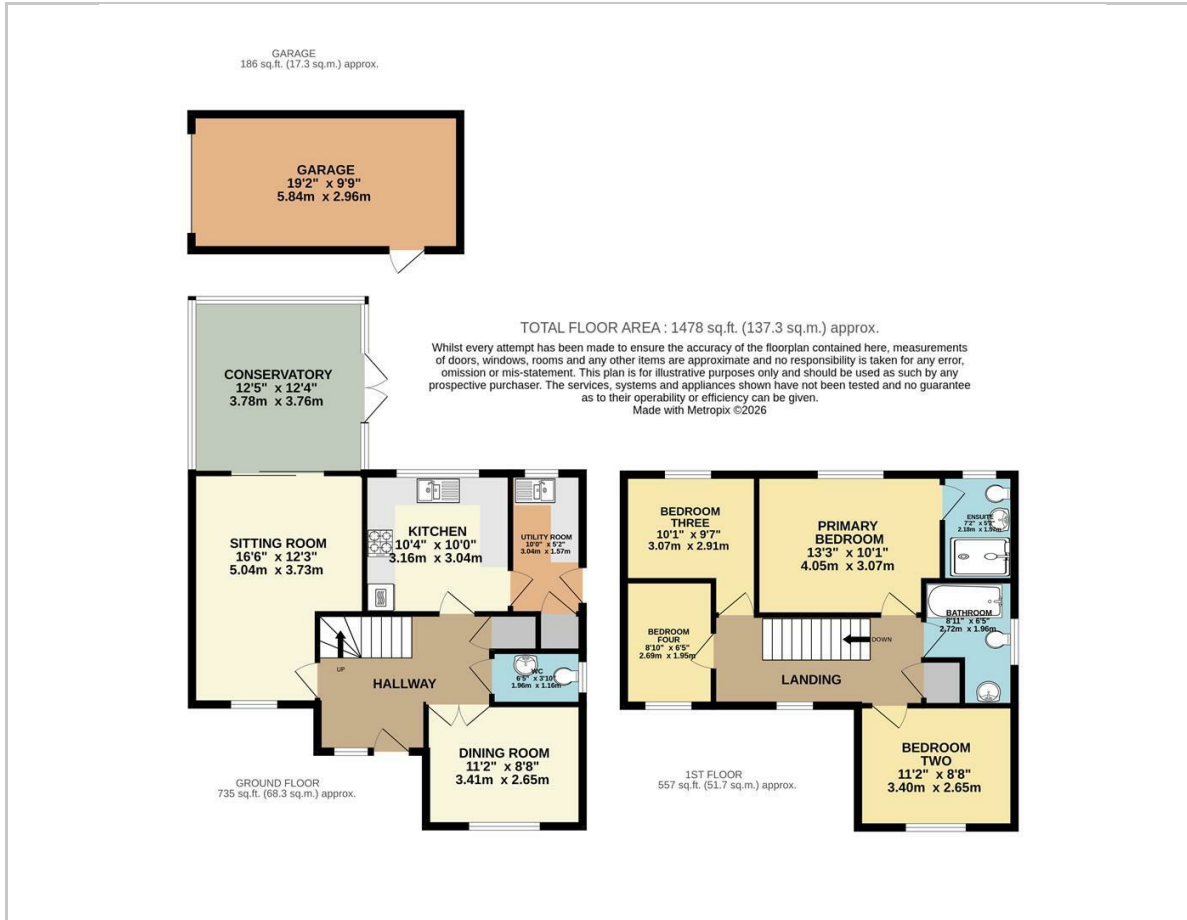 GARAGE
186 sq.ft. (17.3 sq.m.) approx.
GARAGE
19'2" x 9'9"
5.84m x 2.96m
TOTAL FLOOR AREA : 1478 sq.ft. (137.3 sq.m.) approx.
Whilst every attempt has been made to ensure the accuracy of the floorplan contained here, measurements
of doors, windows, rooms and any other items are approximate and no responsibility is taken for any error,
omission or mis-statement. This plan is for illustrative purposes only and should be used as such by any
prospective purchaser. The services, systems and appliances shown have not been tested and no guarantee
as to their operability or efficiency can be given.
Made with Metropix ©2026
CONSERVATORY
12'5" x 12'4"
3.78m x 3.76m
SITTING ROOM
16'6" x 12'3"
5.04m x 3.73m
KITCHEN
10'4" x 10'0"
3.16m x 3.04m
UTILITY ROOM
10'0" x 5'2"
3.04m x 1.57m
UP
HALLWAY
WC
6'5" x 3'10"
1.96m x 1.16m
DINING ROOM
11'2" x 8'8"
3.41m x 2.65m
GROUND FLOOR
735 sq.ft. (68.3 sq.m.) approx.
BEDROOM
THREE
10'1" x 9'7"
3.07m x 2.91m
PRIMARY
BEDROOM
13'3" x 10'1"
4.05m x 3.07m
ENSUITE
7'2" x
2.18m x 1.57m
BEDROOM
FOUR
8'10" x 6'5"
2.69m x 1.95m
DOWN
LANDING
BATHROOM
8'11" x 6'5"
2.72m x 1.96m
BEDROOM
TWO
11'2" x 8'8"
3.40m x 2.65m
1ST FLOOR
557 sq.ft. (51.7 sq.m.) approx.